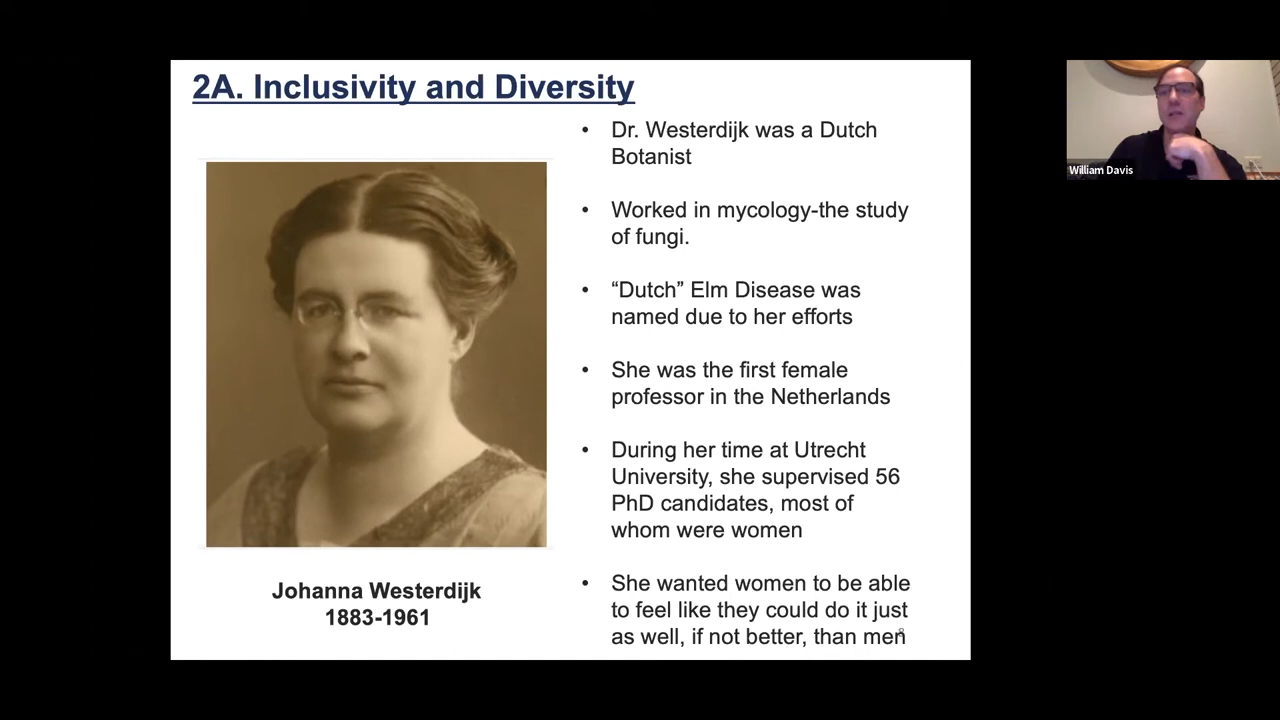 2A. Inclusivity and Diversity
Johanna Westerdijk
1883-1961
• Dr. Westerdijk was a Dutch
Botanist
• Worked in mycology-the study
of fungi.
• “Dutch” Elm Disease was
named due to her efforts
• She was the first female
professor in the Netherlands
• During her time at Utrecht
University, she supervised 56
PhD candidates, most of
whom were women
• She wanted women to be able
to feel like they could do it just
as well, if not better, than men
8
William Davis